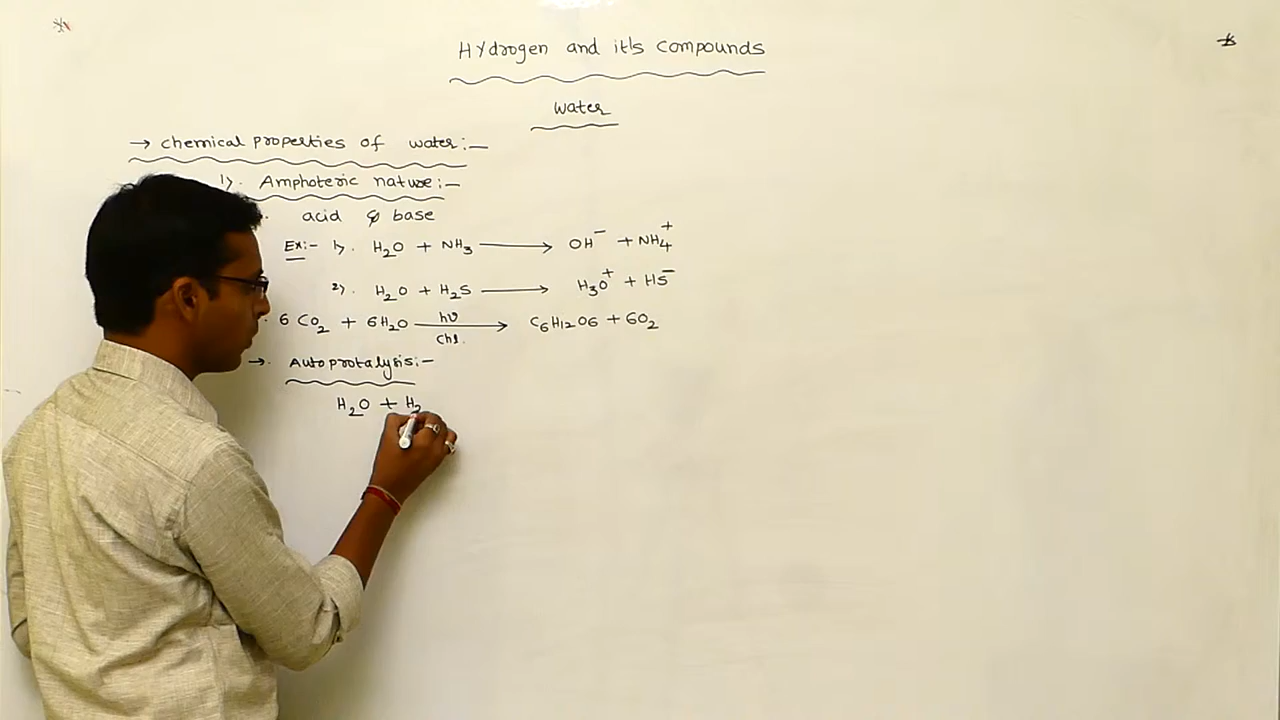 Hydrogen and it's compounds
water
→ chemical properties of water:–
1). Amphoteric nature:–
acid & base
Ex:– 1). H₂O + NH₃ ⟶ OH⁻ + NH₄⁺
2). H₂O + H₂S ⟶ H₃O⁺ + HS⁻
6 CO₂ + 6H₂O ⟶ C6H12O6 + 6O₂
hν
Chl.
→. Autoprotalysis:–
H₂O + H₂